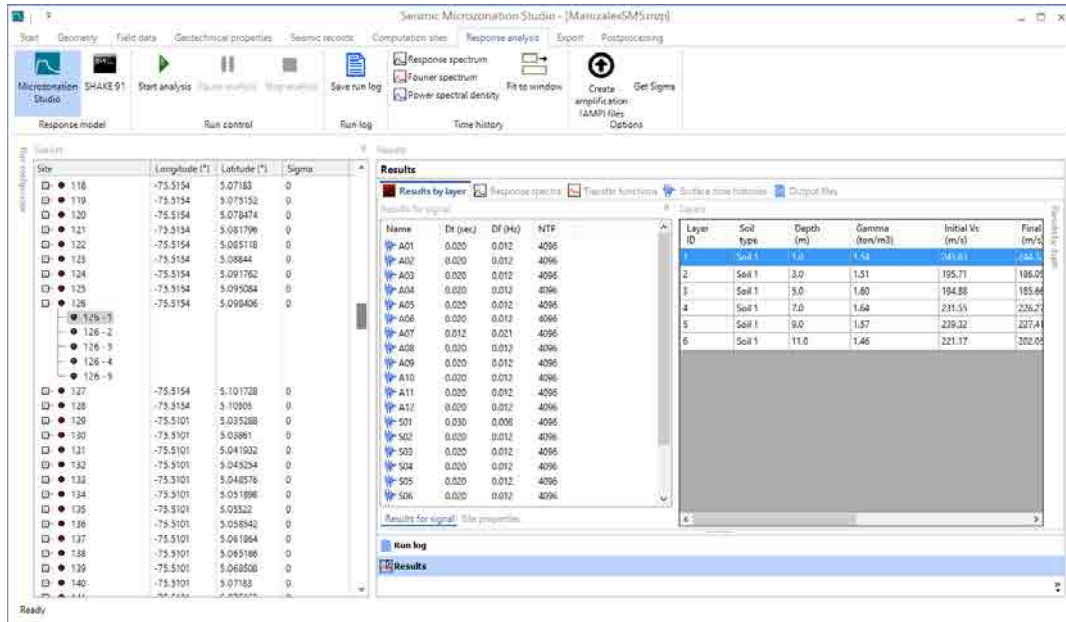 Seismic Microzonation Studio - [ManizalesSMS.mzp]
Start Geometry Field data Geotechnical properties Seismic records Computation sites Response analysis Export Postprocessing
Microzonation Studio SHAKE 91 Start analysis Save run log Response spectrum Fourier spectrum Power spectral density Fit to window Create amplification (AMP) files Get Sigma
Response model Run control Run log Time history Options
Results
Site Longitude (°) Latitude (°) Sigma
118 -75.5154 5.07183 0
119 -75.5154 5.075152 0
120 -75.5154 5.078474 0
121 -75.5154 5.081796 0
122 -75.5154 5.085118 0
123 -75.5154 5.08844 0
124 -75.5154 5.091762 0
125 -75.5154 5.095084 0
126 -75.5154 5.098406 0
126 - 1
126 - 2
126 - 3
126 - 4
126 - 5
127 -75.5154 5.101728 0
128 -75.5154 5.10505 0
129 -75.5101 5.035288 0
130 -75.5101 5.03861 0
131 -75.5101 5.041932 0
132 -75.5101 5.045254 0
133 -75.5101 5.048576 0
134 -75.5101 5.051898 0
135 -75.5101 5.05522 0
136 -75.5101 5.058542 0
137 -75.5101 5.061864 0
138 -75.5101 5.065186 0
139 -75.5101 5.068508 0
140 -75.5101 5.07183 0
Results
Results by layer Response spectra Transfer functions Surface time histories Output files
Results for signal
Layers
Results by depth
Name Dt (sec) Df (Hz) NTF
A01 0.020 0.012 4096
A02 0.020 0.012 4096
A03 0.020 0.012 4096
A04 0.020 0.012 4096
A05 0.020 0.012 4096
A06 0.020 0.012 4096
A07 0.012 0.021 4096
A08 0.020 0.012 4096
A09 0.020 0.012 4096
A10 0.020 0.012 4096
A11 0.020 0.012 4096
A12 0.020 0.012 4096
S01 0.030 0.008 4096
S02 0.020 0.012 4096
S03 0.020 0.012 4096
S04 0.020 0.012 4096
S05 0.020 0.012 4096
S06 0.020 0.012 4096
Results for signal Site properties
Layer ID Soil type Depth (m) Gamma (ton/m3) Initial Vs (m/s) Final (m/s
1 Soil 1 1.0 1.54
2 Soil 1 3.0 1.51 195.71 186.05
3 Soil 1 5.0 1.60 194.88 185.66
4 Soil 1 7.0 1.64 231.55 226.27
5 Soil 1 9.0 1.57 239.32 227.41
6 Soil 1 11.0 1.46 221.17 202.05
Run log
Results
Ready